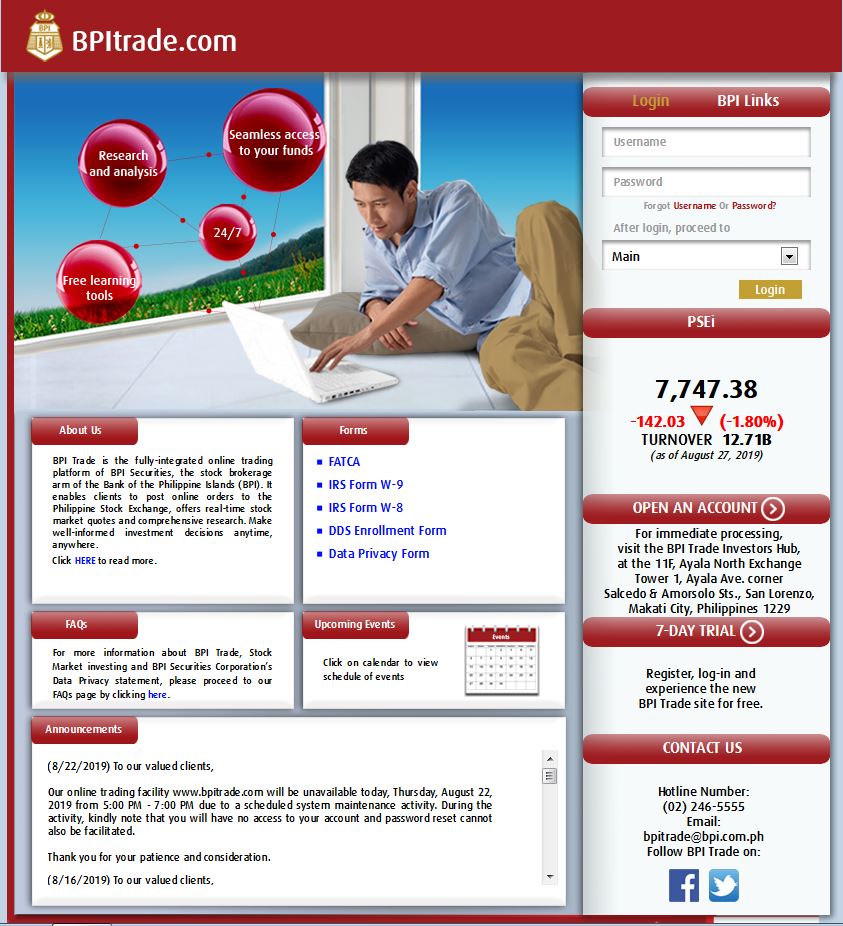 BPI
BPItrade.com
Research
and analysis
Seamless access
to your funds
24/7
Free learning
tools
Login
BPI Links
Username
Password
Forgot Username Or Password?
After login, proceed to
Main
Login
PSEi
7,747.38
-142.03 (-1.80%)
TURNOVER 12.71B
(as of August 27, 2019)
OPEN AN ACCOUNT
For immediate processing,
visit the BPI Trade Investors Hub,
at the 11F, Ayala North Exchange
Tower 1, Ayala Ave. corner
Salcedo & Amorsolo Sts., San Lorenzo,
Makati City, Philippines 1229
7-DAY TRIAL
Register, log-in and
experience the new
BPI Trade site for free.
CONTACT US
Hotline Number:
(02) 246-5555
Email:
bpitrade@bpi.com.ph
Follow BPI Trade on:
About Us
BPI Trade is the fully-integrated online trading
platform of BPI Securities, the stock brokerage
arm of the Bank of the Philippine Islands (BPI). It
enables clients to post online orders to the
Philippine Stock Exchange, offers real-time stock
market quotes and comprehensive research. Make
well-informed investment decisions anytime,
anywhere.
Click HERE to read more.
Forms
FATCA
IRS Form W-9
IRS Form W-8
DDS Enrollment Form
Data Privacy Form
FAQs
For more information about BPI Trade, Stock
Market investing and BPI Securities Corporation's
Data Privacy statement, please proceed to our
FAQs page by clicking here.
Upcoming Events
Click on calendar to view
schedule of events
Events
Announcements
(8/22/2019) To our valued clients,
Our online trading facility www.bpitrade.com will be unavailable today, Thursday, August 22,
2019 from 5:00 PM - 7:00 PM due to a scheduled system maintenance activity. During the
activity, kindly note that you will have no access to your account and password reset cannot
also be facilitated.
Thank you for your patience and consideration.
(8/16/2019) To our valued clients,